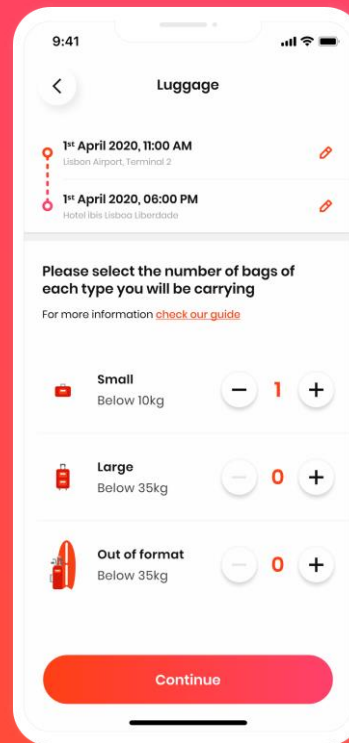 9:41
Luggage
1st April 2020, 11:00 AM
Lisbon Airport, Terminal 2
1st April 2020, 06:00 PM
Hotel ibis Lisboa Liberdade
Please select the number of bags of
each type you will be carrying
For more information check our guide
Small
Below 10kg
− 1 +
Large
Below 35kg
− 0 +
Out of format
Below 35kg
− 0 +
Continue